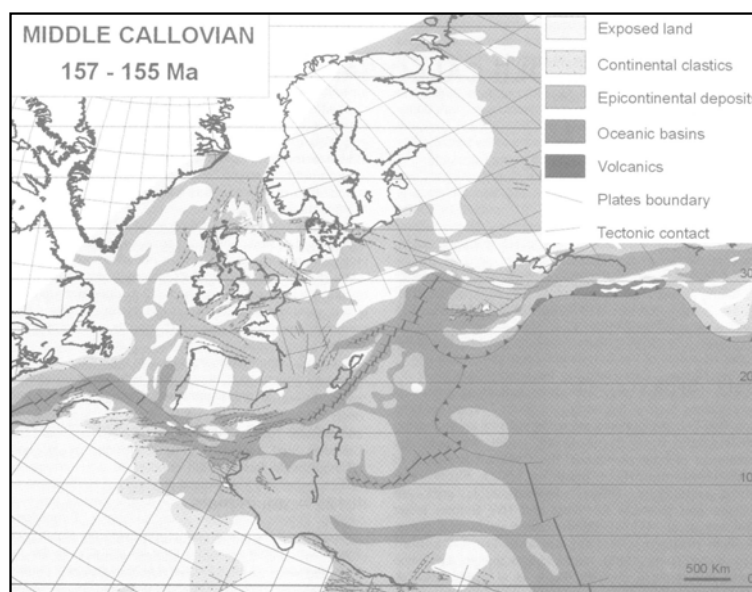 MIDDLE CALLOVIAN
157 - 155 Ma
Exposed land
Continental clastics
Epicontinental deposits
Oceanic basins
Volcanics
Plates boundary
Tectonic contact
30
20
10
500 Km
0